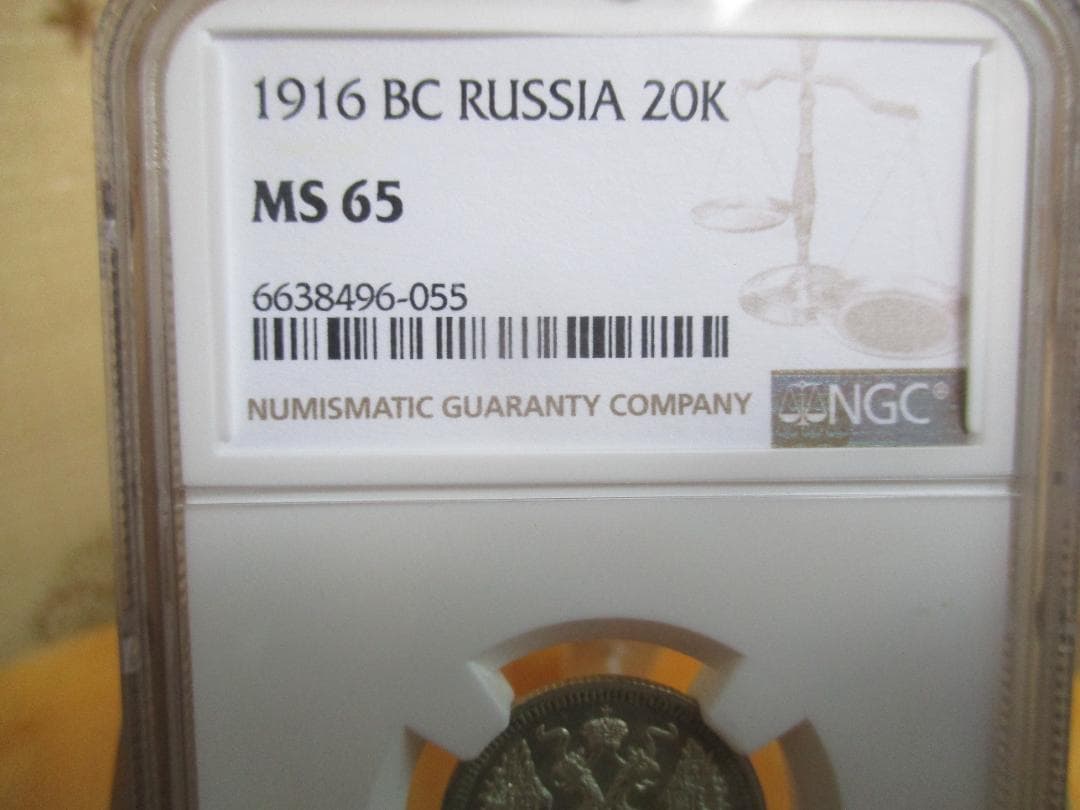 1916 BC RUSSIA 20K
MS 65
6638496-055
NUMISMATIC GUARANTY COMPANY
NGC®